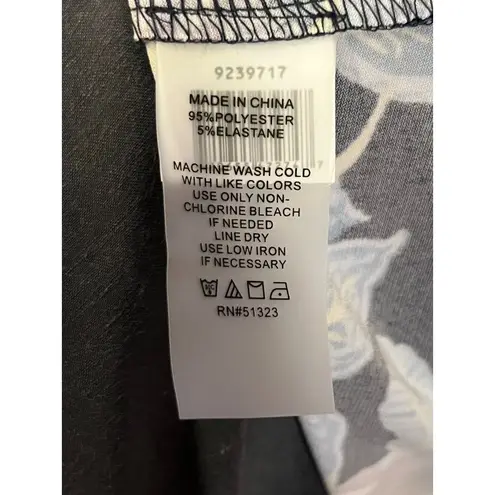 9239717
MADE IN CHINA
95%POLYESTER
5%ELASTANE
MACHINE WASH COLD
WITH LIKE COLORS
USE ONLY NON-
CHLORINE BLEACH
IF NEEDED
LINE DRY
USE LOW IRON
IF NECESSARY
RN#51323